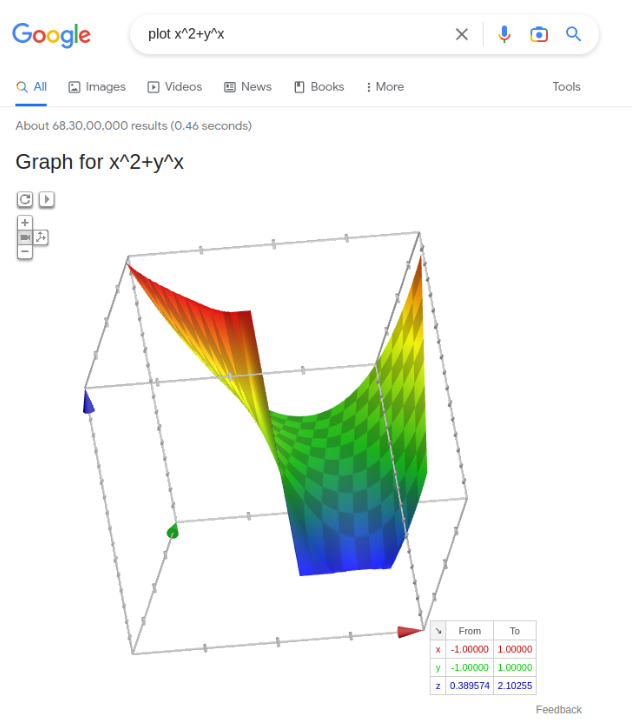 Google
plot x^2+y^x
All Images Videos News Books More Tools
About 68,30,00,000 results (0.46 seconds)
Graph for x^2+y^x
From To
x -1.00000 1.00000
y -1.00000 1.00000
z 0.389574 2.10255
Feedback